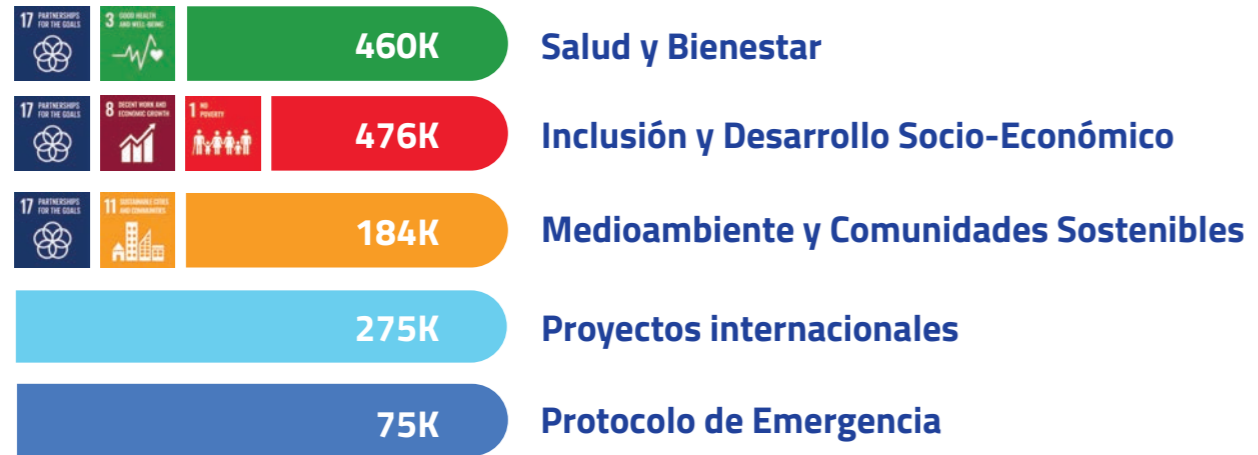 17 PARTNERSHIPS
FOR THE GOALS
3 GOOD HEALTH
AND WELL-BEING
460K
Salud y Bienestar
17 PARTNERSHIPS
FOR THE GOALS
8 DECENT WORK AND
ECONOMIC GROWTH
1 NO
POVERTY
476K
Inclusión y Desarrollo Socio-Económico
17 PARTNERSHIPS
FOR THE GOALS
11 SUSTAINABLE CITIES
AND COMMUNITIES
184K
Medioambiente y Comunidades Sostenibles
275K
Proyectos internacionales
75K
Protocolo de Emergencia